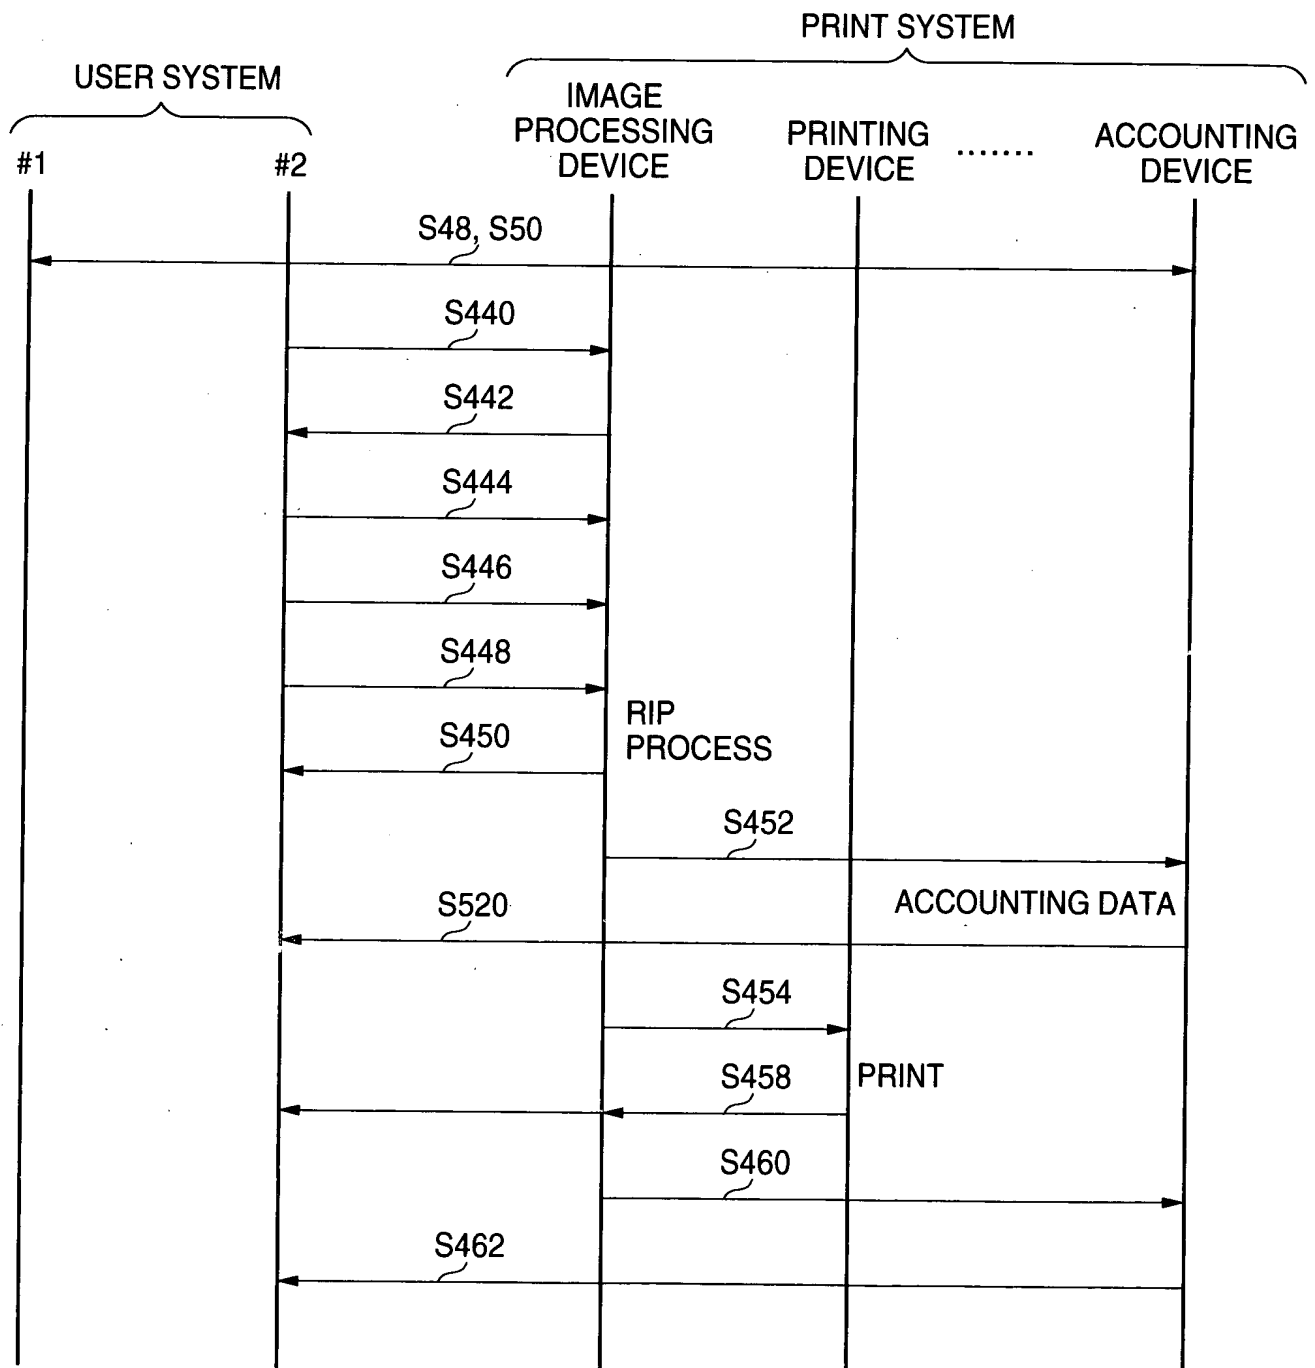 PRINT SYSTEM
USER SYSTEM
IMAGE
PROCESSING
DEVICE
PRINTING
DEVICE
.......
ACCOUNTING
DEVICE
#1
#2
S48, S50
S440
S442
S444
S446
S448
RIP
PROCESS
S450
S452
ACCOUNTING DATA
S520
S454
S458
PRINT
S460
S462